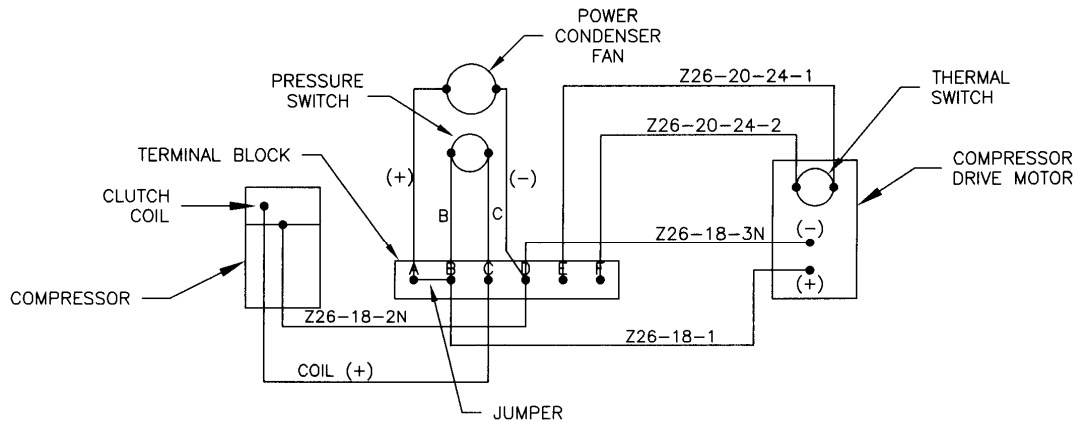 POWER
CONDENSER
FAN
PRESSURE
SWITCH
Z26-20-24-1
THERMAL
SWITCH
Z26-20-24-2
TERMINAL BLOCK
COMPRESSOR
DRIVE MOTOR
(+)
(-)
CLUTCH
COIL
B
C
(-)
Z26-18-3N
A
B
C
D
E
F
(+)
COMPRESSOR
Z26-18-2N
Z26-18-1
COIL (+)
JUMPER